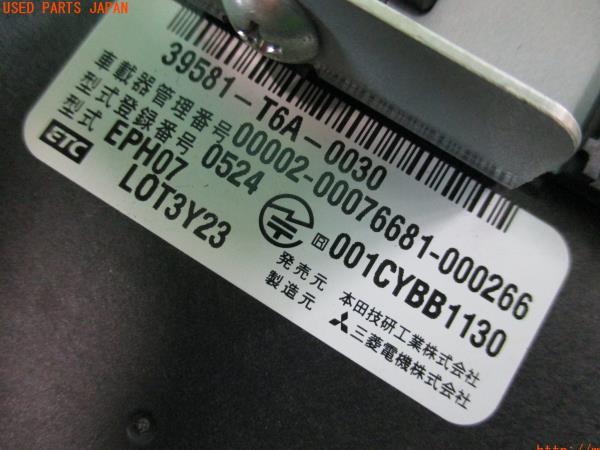 USED PARTS JAPAN
39581-T6A-0030
車載器管理番号 00002-00076681-000266
型式登録番号 0524
型式 EPH07
ETC LOT3Y23
001CYBB1130
発売元 本田技研工業株式会社
製造元 三菱電機株式会社